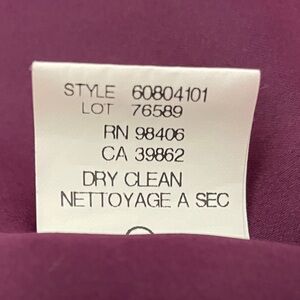 STYLE 60804101
LOT 76589
RN 98406
CA 39862
DRY CLEAN
NETTOYAGE A SEC